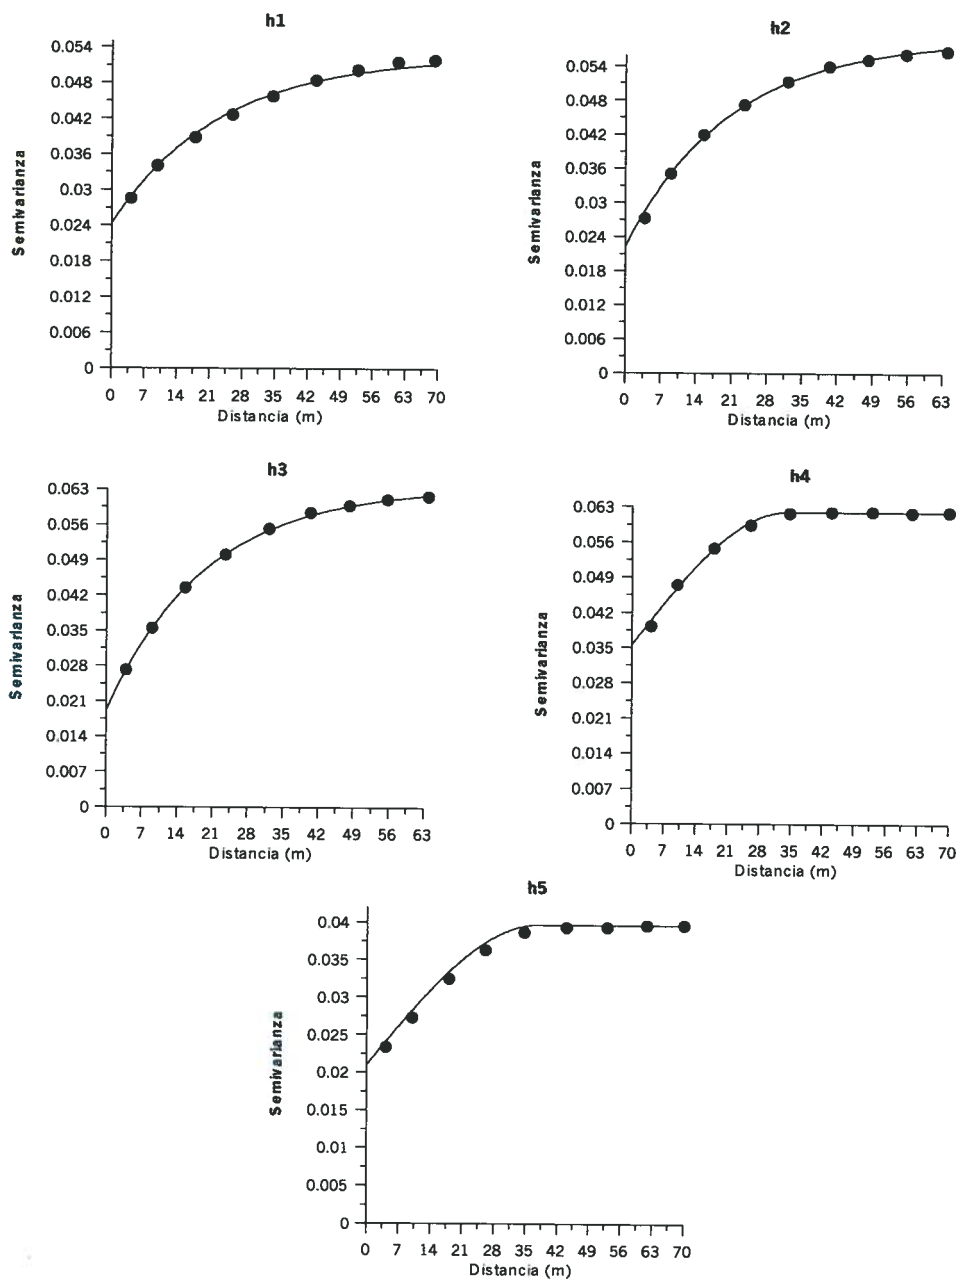 h1
0.054
0.048
0.042
0.036
0.03
0.024
0.018
0.012
0.006
0
Semivarianza
0 7 14 21 28 35 42 49 56 63 70
Distancia (m)
h2
0.054
0.048
0.042
0.036
0.03
0.024
0.018
0.012
0.006
0
Semivarianza
0 7 14 21 28 35 42 49 56 63
Distancia (m)
h3
0.063
0.056
0.049
0.042
0.035
0.028
0.021
0.014
0.007
0
Semivarianza
0 7 14 21 28 35 42 49 56 63
Distancia (m)
h4
0.063
0.056
0.049
0.042
0.035
0.028
0.021
0.014
0.007
0
Semivarianza
0 7 14 21 28 35 42 49 56 63 70
Distancia (m)
h5
0.04
0.035
0.03
0.025
0.02
0.015
0.01
0.005
0
Semivarianza
0 7 14 21 28 35 42 49 56 63 70
Distancia (m)